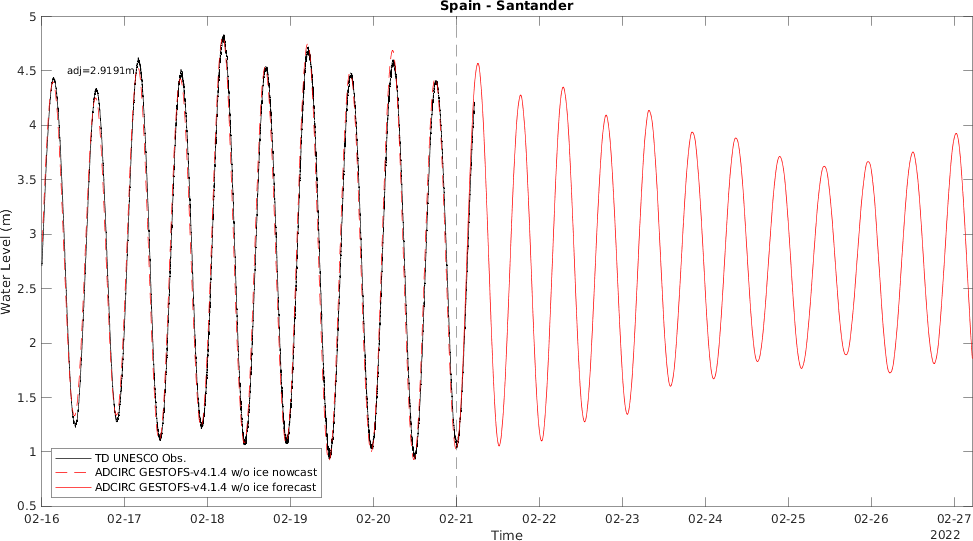 Spain - Santander
5
4.5
4
3.5
3
2.5
2
1.5
1
0.5
Water Level (m)
adj=2.9191m
TD UNESCO Obs.
ADCIRC GESTOFS-v4.1.4 w/o ice nowcast
ADCIRC GESTOFS-v4.1.4 w/o ice forecast
02-16 02-17 02-18 02-19 02-20 02-21 02-22 02-23 02-24 02-25 02-26 02-27
Time
2022